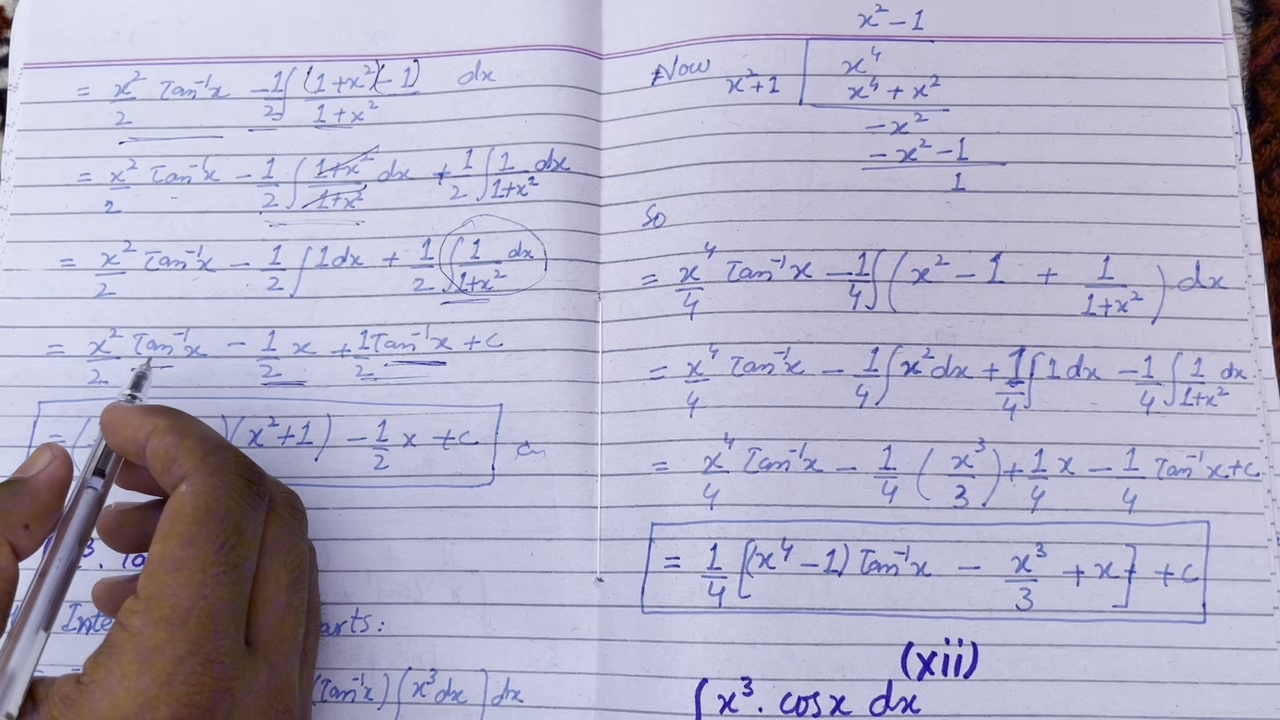 = x²/2 Tan⁻¹x - 1/2 ∫ (1+x²)(-1)/(1+x²) dx
= x²/2 Tan⁻¹x - 1/2 ∫ (1+x²)/(1+x²) dx + 1/2 ∫ 1/(1+x²) dx
= x²/2 Tan⁻¹x - 1/2 ∫ 1dx + 1/2 ∫ 1/(1+x²) dx
= x²/2 Tan⁻¹x - 1/2 x + 1/2 Tan⁻¹x + c
= ( )(x²+1) - 1/2 x + c
3. Ta
Inte arts:
(Tan⁻¹x) (x³dx] dx
x² - 1
Now x²+1 x⁴
x⁴ + x²
-x²
- x² - 1
1
So
= x⁴/4 Tan⁻¹x - 1/4 ∫ (x² - 1 + 1/(1+x²)) dx
= x⁴/4 Tan⁻¹x - 1/4 ∫ x²dx + 1/4 ∫ 1dx - 1/4 ∫ 1/(1+x²) dx
= x⁴/4 Tan⁻¹x - 1/4 (x³/3) + 1/4 x - 1/4 Tan⁻¹x + c
= 1/4 [(x⁴ - 1) Tan⁻¹x - x³/3 + x] + c
(xii)
∫ x³. cosx dx